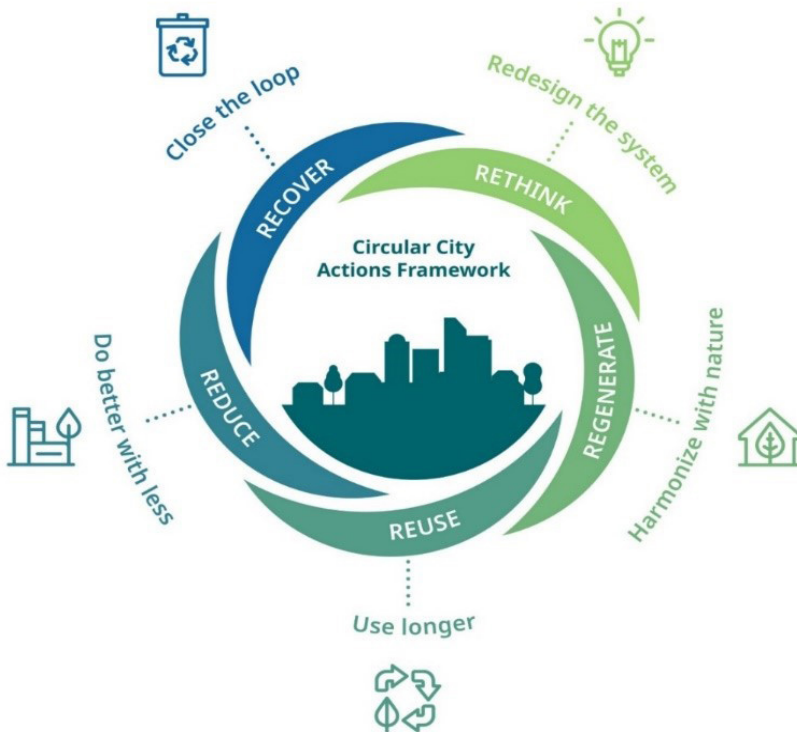 Close the loop
Redesign the system
RECOVER
RETHINK
Circular City
Actions Framework
Do better with less
REDUCE
REGENERATE
Harmonize with nature
REUSE
Use longer